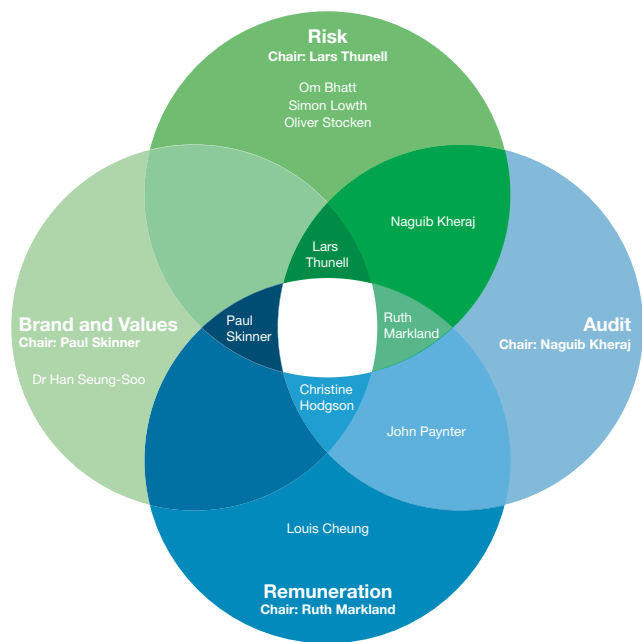 Risk
Chair: Lars Thunell
Om Bhatt
Simon Lowth
Oliver Stocken
Naguib Kheraj
Lars
Thunell
Brand and Values
Chair: Paul Skinner
Dr Han Seung-Soo
Paul
Skinner
Ruth
Markland
Audit
Chair: Naguib Kheraj
Christine
Hodgson
John Paynter
Louis Cheung
Remuneration
Chair: Ruth Markland